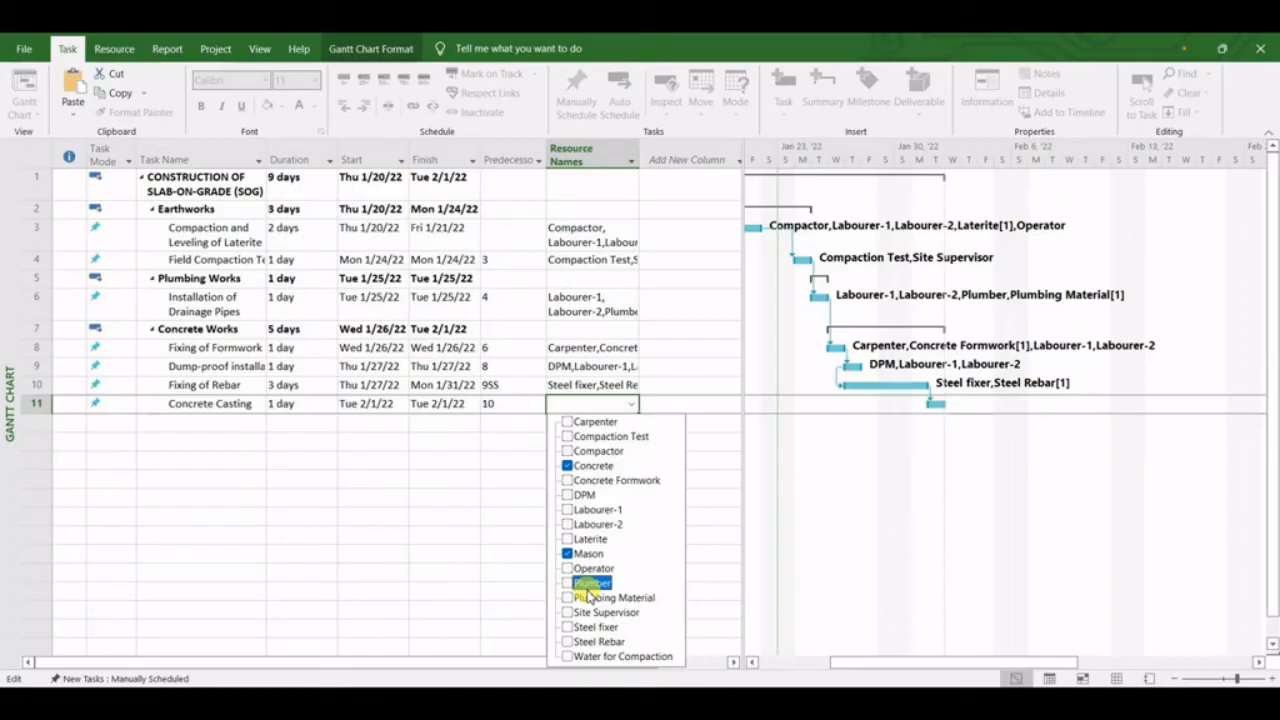 File Task Resource Report Project View Help Gantt Chart Format Tell me what you want to do
Cut
Copy
Format Painter
Paste
Gantt
Chart
Calibri 11
B I U A
Mark on Track
Respect Links
Inactivate
Manually
Schedule
Auto
Schedule
Inspect Move Mode
Task Summary Milestone Deliverable
Information
Notes
Details
Add to Timeline
Scroll
to Task
Find
Clear
Fill
View Clipboard Font Schedule Tasks Insert Properties Editing
Task
Mode
Task Name Duration Start Finish Predecesso
Resource
Names
Add New Column
Jan 23, '22 Jan 30, '22 Feb 6, '22 Feb 13, '22 Feb
F S S M T W T F S S M T W T F S S M T W T F S S M T W T F S
1 CONSTRUCTION OF 9 days Thu 1/20/22 Tue 2/1/22
SLAB-ON-GRADE (SOG)
2 Earthworks 3 days Thu 1/20/22 Mon 1/24/22
3 Compaction and 2 days Thu 1/20/22 Fri 1/21/22 Compactor, Compactor,Labourer-1,Labourer-2,Laterite[1],Operator
Leveling of Laterite Labourer-1,Labour
4 Field Compaction Te 1 day Mon 1/24/22 Mon 1/24/22 3 Compaction Test,S Compaction Test,Site Supervisor
5 Plumbing Works 1 day Tue 1/25/22 Tue 1/25/22
6 Installation of 1 day Tue 1/25/22 Tue 1/25/22 4 Labourer-1, Labourer-1,Labourer-2,Plumber,Plumbing Material[1]
Drainage Pipes Labourer-2,Plumbe
7 Concrete Works 5 days Wed 1/26/22 Tue 2/1/22
8 Fixing of Formwork 1 day Wed 1/26/22 Wed 1/26/22 6 Carpenter,Concret Carpenter,Concrete Formwork[1],Labourer-1,Labourer-2
9 Dump-proof installa 1 day Thu 1/27/22 Thu 1/27/22 8 DPM,Labourer-1,L DPM,Labourer-1,Labourer-2
10 Fixing of Rebar 3 days Thu 1/27/22 Mon 1/31/22 9SS Steel fixer,Steel Re Steel fixer,Steel Rebar[1]
11 Concrete Casting 1 day Tue 2/1/22 Tue 2/1/22 10
Carpenter
Compaction Test
Compactor
Concrete
Concrete Formwork
DPM
Labourer-1
Labourer-2
Laterite
Mason
Operator
Plumber
Plumbing Material
Site Supervisor
Steel fixer
Steel Rebar
Water for Compaction
GANTT CHART
Edit New Tasks : Manually Scheduled